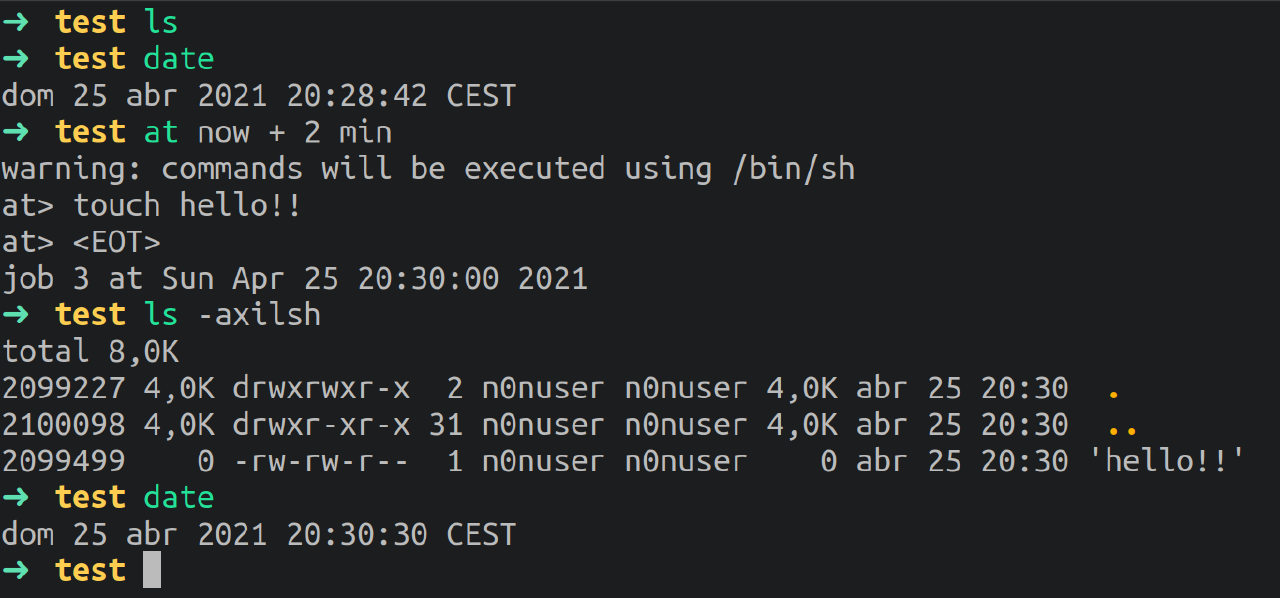 ➜  test ls
➜  test date
dom 25 abr 2021 20:28:42 CEST
➜  test at now + 2 min
warning: commands will be executed using /bin/sh
at> touch hello!!
at> <EOT>
job 3 at Sun Apr 25 20:30:00 2021
➜  test ls -axilsh
total 8,0K
2099227 4,0K drwxrwxr-x  2 n0nuser n0nuser 4,0K abr 25 20:30  .
2100098 4,0K drwxr-xr-x 31 n0nuser n0nuser 4,0K abr 25 20:30  ..
2099499    0 -rw-rw-r--  1 n0nuser n0nuser    0 abr 25 20:30 'hello!!'
➜  test date
dom 25 abr 2021 20:30:30 CEST
➜  test